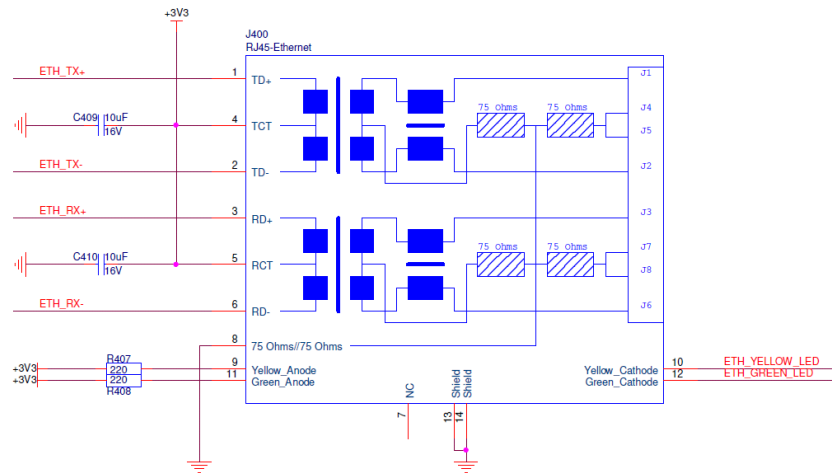 +3V3
J400
RJ45-Ethernet
ETH_TX+
1
TD+
J1
C409
10uF
16V
4
TCT
75 Ohms
75 Ohms
J4
J5
ETH_TX-
2
TD-
J2
ETH_RX+
3
RD+
J3
C410
10uF
16V
5
RCT
75 Ohms
75 Ohms
J7
J8
ETH_RX-
6
RD-
J6
8
75 Ohms//75 Ohms
+3V3
R407
220
9
Yellow_Anode
Yellow_Cathode
10
ETH_YELLOW_LED
+3V3
220
R408
11
Green_Anode
Green_Cathode
12
ETH_GREEN_LED
NC
Shield
Shield
7
13
14